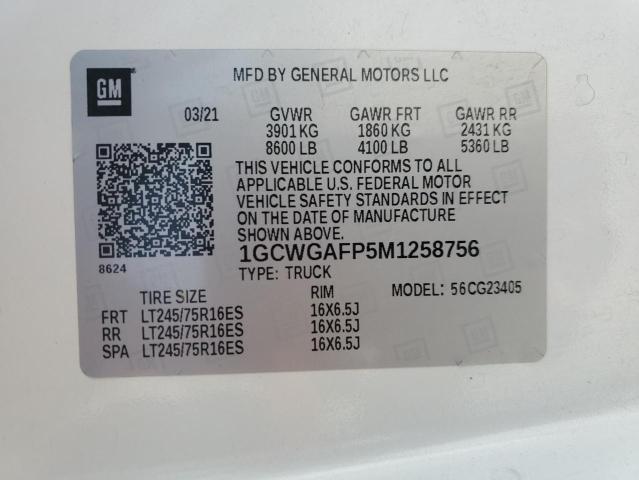 GM
MFD BY GENERAL MOTORS LLC
03/21 GVWR GAWR FRT GAWR RR
3901 KG 1860 KG 2431 KG
8600 LB 4100 LB 5360 LB
THIS VEHICLE CONFORMS TO ALL
APPLICABLE U.S. FEDERAL MOTOR
VEHICLE SAFETY STANDARDS IN EFFECT
ON THE DATE OF MANUFACTURE
SHOWN ABOVE.
8624
1GCWGAFP5M1258756
TYPE: TRUCK MODEL: 56CG23405
TIRE SIZE RIM
FRT LT245/75R16ES 16X6.5J
RR LT245/75R16ES 16X6.5J
SPA LT245/75R16ES 16X6.5J